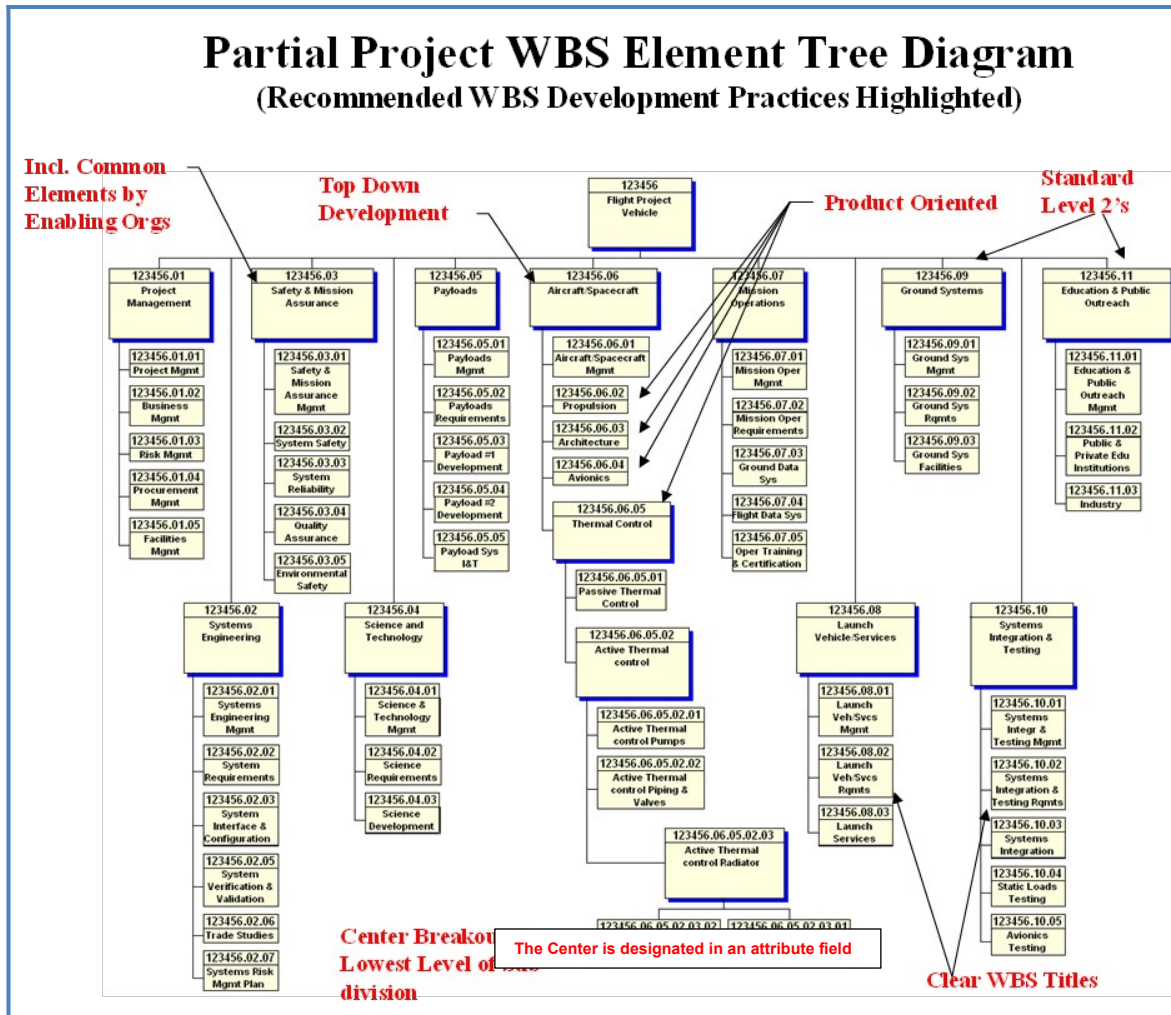 Partial Project WBS Element Tree Diagram
(Recommended WBS Development Practices Highlighted)
Incl. Common
Elements by
Enabling Orgs
Top Down
Development
Product Oriented
Standard
Level 2’s
123456
Flight Project
Vehicle
123456.01
Project
Management
123456.01.01
Project Mgmt
123456.01.02
Business
Mgmt
123456.01.03
Risk Mgmt
123456.01.04
Procurement
Mgmt
123456.01.05
Facilities
Mgmt
123456.02
Systems
Engineering
123456.02.01
Systems
Engineering
Mgmt
123456.02.02
System
Requirements
123456.02.03
System
Interface &
Configuration
123456.02.05
System
Verification &
Validation
123456.02.06
Trade Studies
123456.02.07
Systems Risk
Mgmt Plan
123456.03
Safety & Mission
Assurance
123456.03.01
Safety &
Mission
Assurance
Mgmt
123456.03.02
System Safety
123456.03.03
System
Reliability
123456.03.04
Quality
Assurance
123456.03.05
Environmental
Safety
123456.04
Science and
Technology
123456.04.01
Science &
Technology
Mgmt
123456.04.02
Science
Requirements
123456.04.03
Science
Development
123456.05
Payloads
123456.05.01
Payloads
Mgmt
123456.05.02
Payloads
Requirements
123456.05.03
Payload #1
Development
123456.05.04
Payload #2
Development
123456.05.05
Payload Sys
I&T
123456.06
Aircraft/Spacecraft
123456.06.01
Aircraft/Spacecraft
Mgmt
123456.06.02
Propulsion
123456.06.03
Architecture
123456.06.04
Avionics
123456.06.05
Thermal Control
123456.06.05.01
Passive Thermal
Control
123456.06.05.02
Active Thermal
control
123456.06.05.02.01
Active Thermal
control Pumps
123456.06.05.02.02
Active Thermal
control Piping &
Valves
123456.06.05.02.03
Active Thermal
control Radiator
123456.06.05.02.03.02
123456.06.05.02.03.01
123456.07
Mission
Operations
123456.07.01
Mission Oper
Mgmt
123456.07.02
Mission Oper
Requirements
123456.07.03
Ground Data
Sys
123456.07.04
Flight Data Sys
123456.07.05
Oper Training
& Certification
123456.08
Launch
Vehicle/Services
123456.08.01
Launch
Veh/Svcs
Mgmt
123456.08.02
Launch
Veh/Svcs
Rqmts
123456.08.03
Launch
Services
123456.09
Ground Systems
123456.09.01
Ground Sys
Mgmt
123456.09.02
Ground Sys
Rqmts
123456.09.03
Ground Sys
Facilities
123456.10
Systems
Integration &
Testing
123456.10.01
Systems
Integr &
Testing Mgmt
123456.10.02
Systems
Integration &
Testing Rqmts
123456.10.03
Systems
Integration
123456.10.04
Static Loads
Testing
123456.10.05
Avionics
Testing
123456.11
Education & Public
Outreach
123456.11.01
Education &
Public
Outreach Mgmt
123456.11.02
Public &
Private Edu
Institutions
123456.11.03
Industry
Center
Lowest Level of
division
The Center is designated in an attribute field
Clear WBS Titles